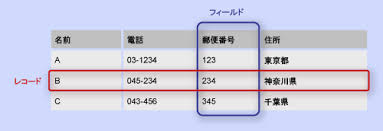 フィールド
名前 電話 郵便番号 住所
A 03-1234 123 東京都
レコード B 045-234 234 神奈川県
C 043-456 345 千葉県